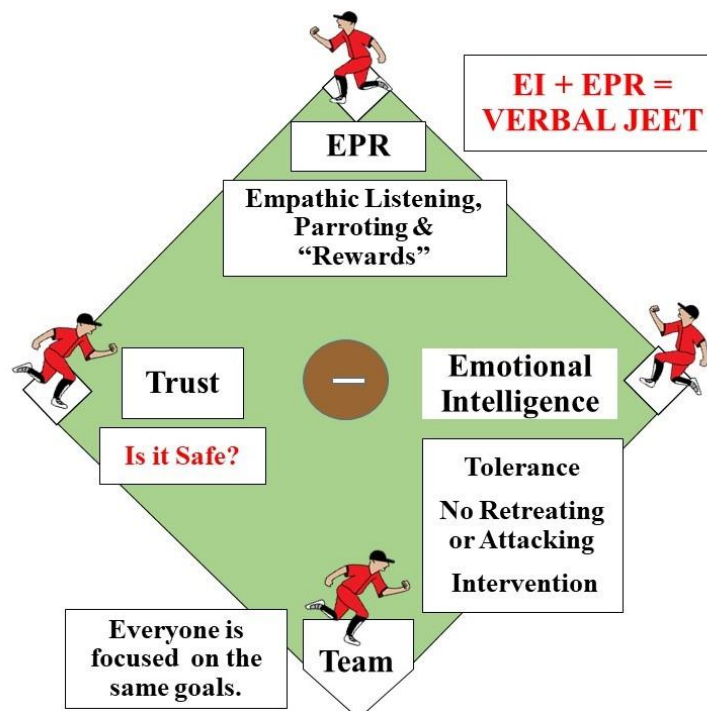 EI + EPR =
VERBAL JEET
EPR
Empathic Listening,
Parroting &
“Rewards”
Trust
Is it Safe?
Emotional
Intelligence
Tolerance
No Retreating
or Attacking
Intervention
Everyone is
focused on the
same goals.
Team